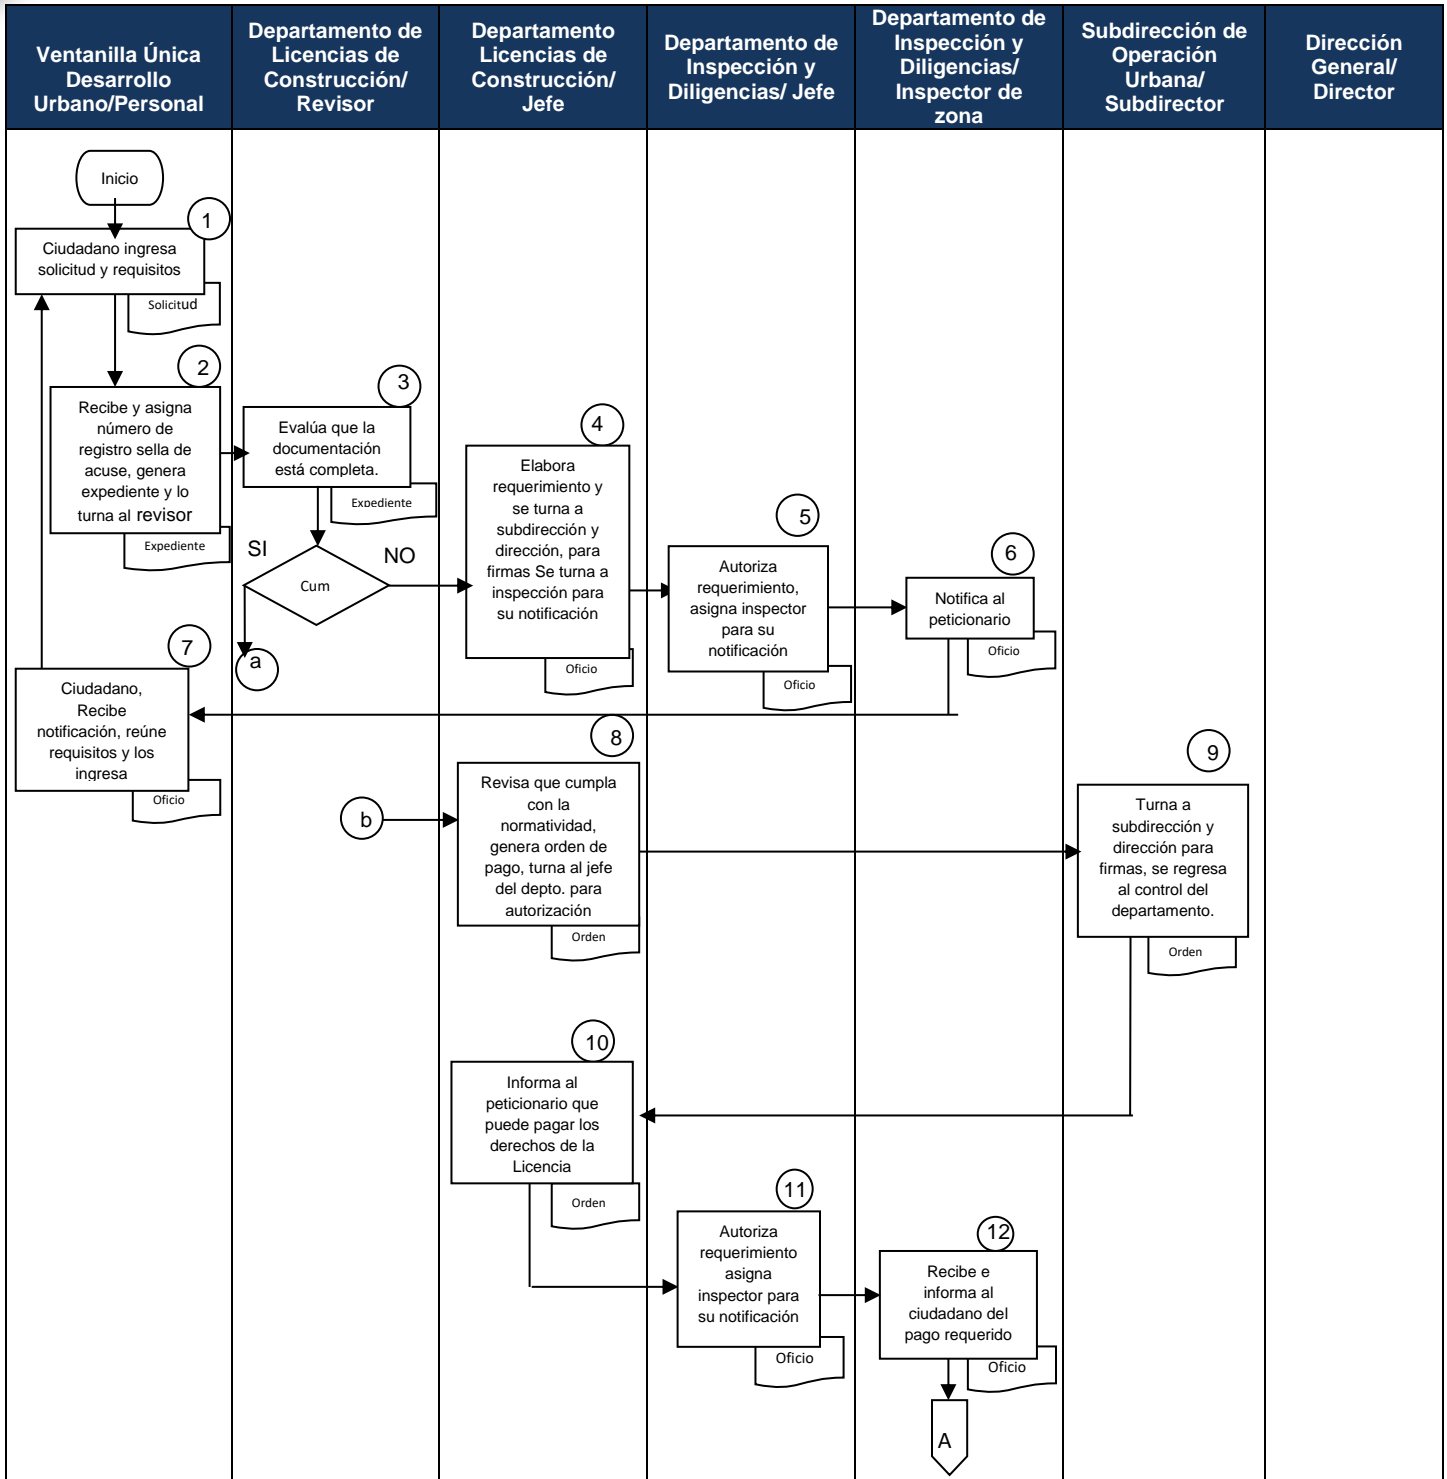 Ventanilla Única
Desarrollo
Urbano/Personal
Departamento de
Licencias de
Construcción/
Revisor
Departamento
Licencias de
Construcción/
Jefe
Departamento de
Inspección y
Diligencias/ Jefe
Departamento de
Inspección y
Diligencias/
Inspector de
zona
Subdirección de
Operación
Urbana/
Subdirector
Dirección
General/
Director
Inicio
1
Ciudadano ingresa
solicitud y requisitos
Solicitud
2
Recibe y asigna
número de
registro sella de
acuse, genera
expediente y lo
turna al revisor
Expediente
3
Evalúa que la
documentación
está completa.
Expediente
SI
NO
Cum
a
4
Elabora
requerimiento y
se turna a
subdirección y
dirección, para
firmas Se turna a
inspección para
su notificación
Oficio
5
Autoriza
requerimiento,
asigna inspector
para su
notificación
Oficio
6
Notifica al
peticionario
Oficio
7
Ciudadano,
Recibe
notificación, reúne
requisitos y los
ingresa
Oficio
b
8
Revisa que cumpla
con la
normatividad,
genera orden de
pago, turna al jefe
del depto. para
autorización
Orden
9
Turna a
subdirección y
dirección para
firmas, se regresa
al control del
departamento.
Orden
10
Informa al
peticionario que
puede pagar los
derechos de la
Licencia
Orden
11
Autoriza
requerimiento
asigna
inspector para
su notificación
Oficio
12
Recibe e
informa al
ciudadano del
pago requerido
Oficio
A